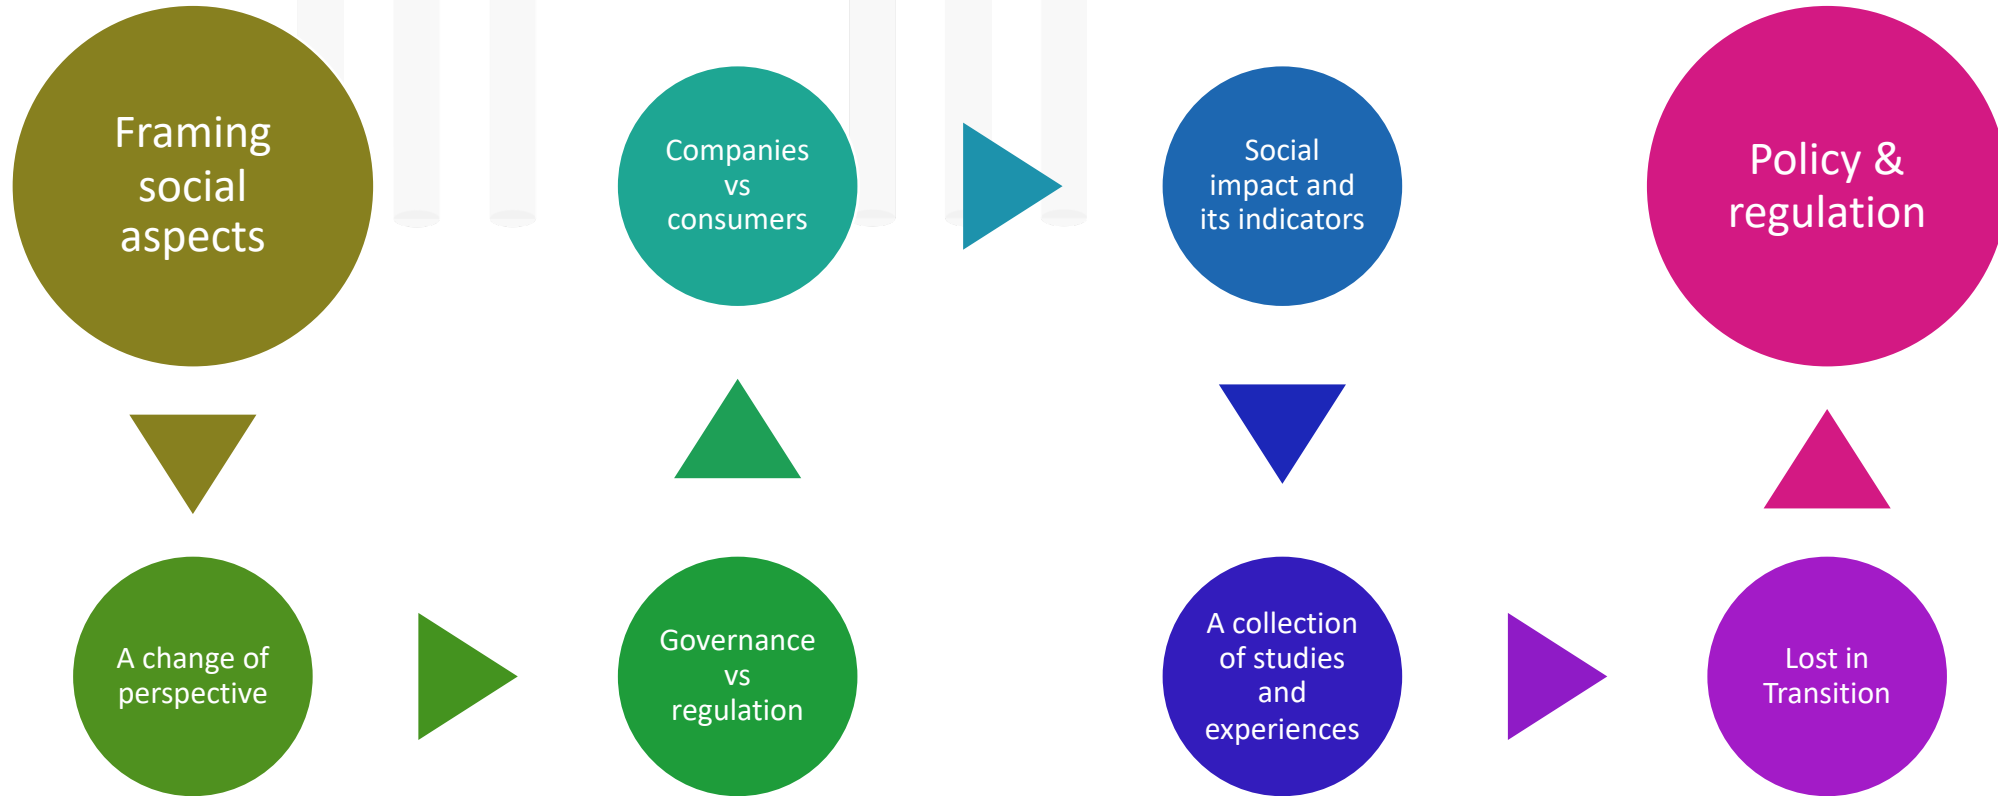 Framing
social
aspects
A change of
perspective
Governance
vs
regulation
Companies
vs
consumers
Social
impact and
its indicators
A collection
of studies
and
experiences
Lost in
Transition
Policy &
regulation